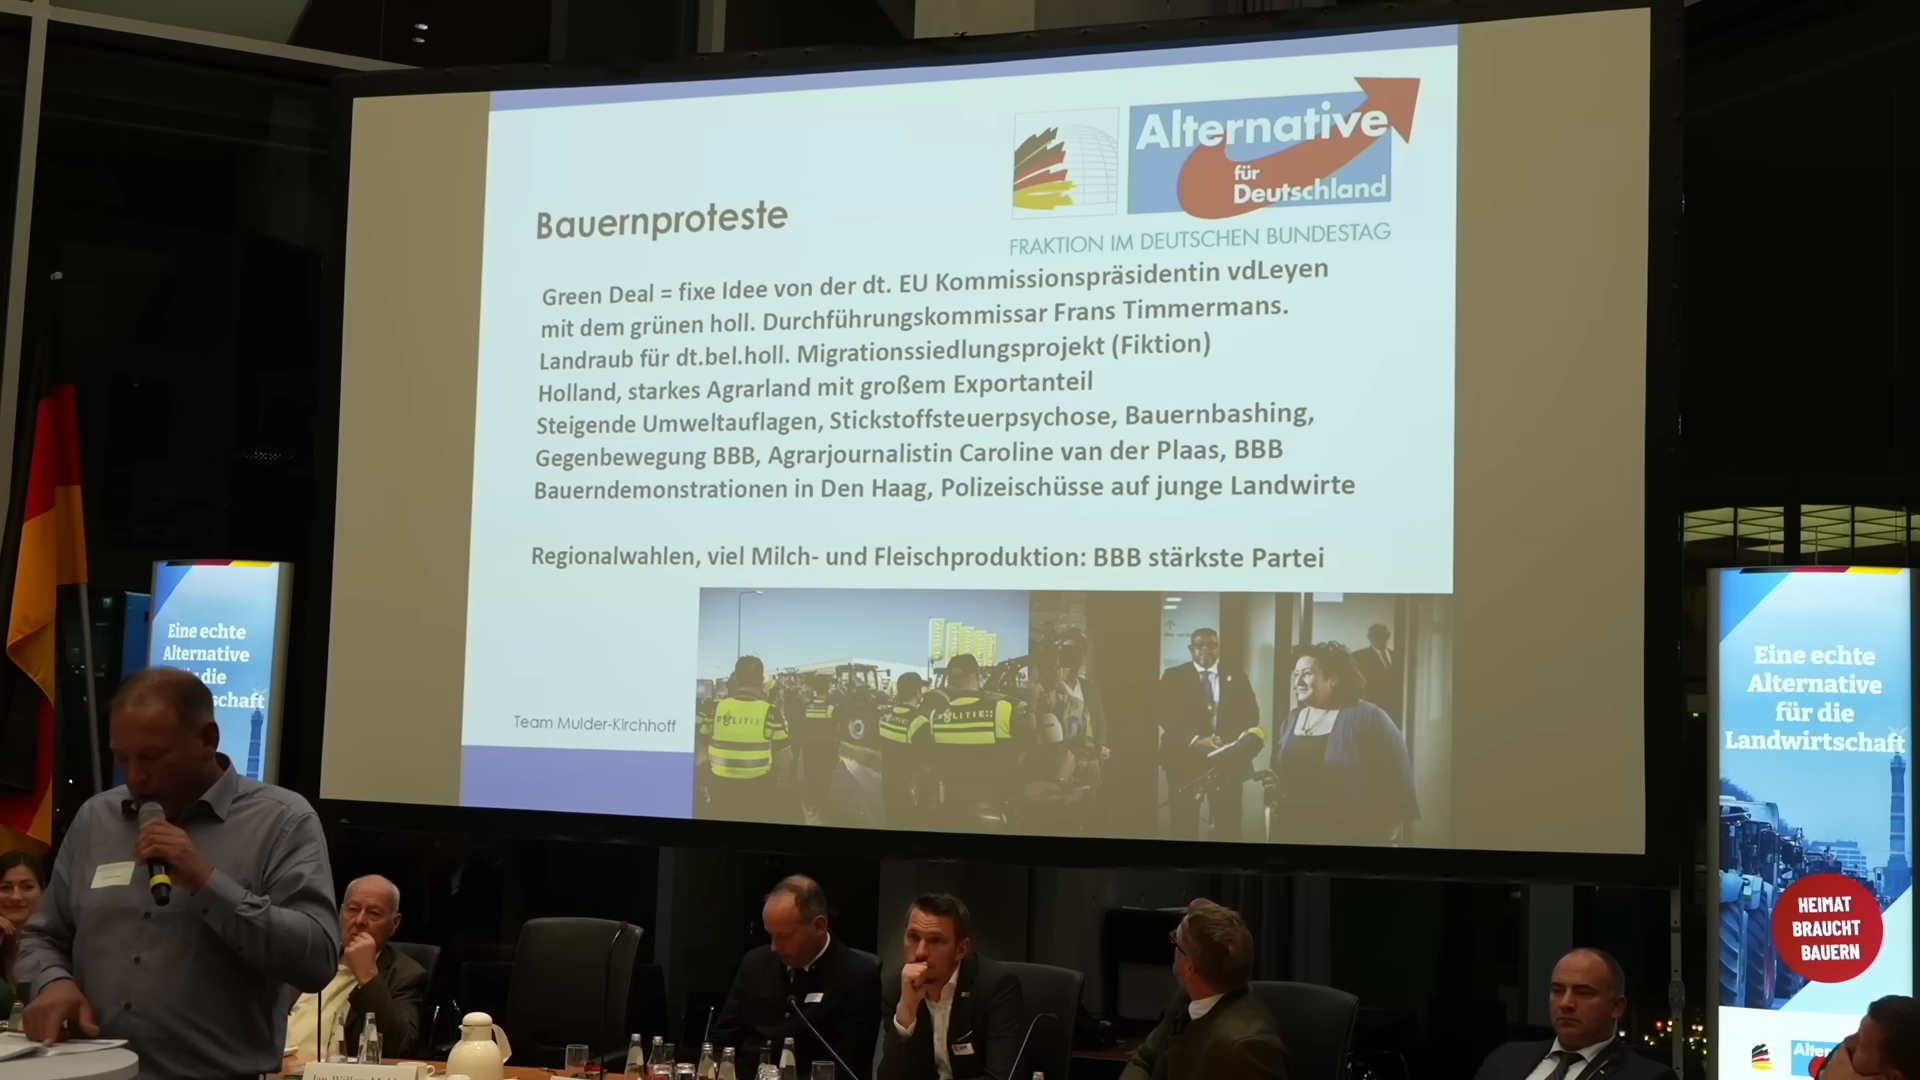 Alternative
für
Deutschland
FRAKTION IM DEUTSCHEN BUNDESTAG
Bauernproteste
Green Deal = fixe Idee von der dt. EU Kommissionspräsidentin vdLeyen
mit dem grünen holl. Durchführungskommissar Frans Timmermans.
Landraub für dt.bel.holl. Migrationssiedlungsprojekt (Fiktion)
Holland, starkes Agrarland mit großem Exportanteil
Steigende Umweltauflagen, Stickstoffsteuerpsychose, Bauernbashing,
Gegenbewegung BBB, Agrarjournalistin Caroline van der Plaas, BBB
Bauerndemonstrationen in Den Haag, Polizeischüsse auf junge Landwirte
Regionalwahlen, viel Milch- und Fleischproduktion: BBB stärkste Partei
Team Mulder-Kirchhoff
POLITIE
POLITIE
Eine echte
Alternative
die
schaft
Eine echte
Alternative
für die
Landwirtschaft
HEIMAT
BRAUCHT
BAUERN
Alter